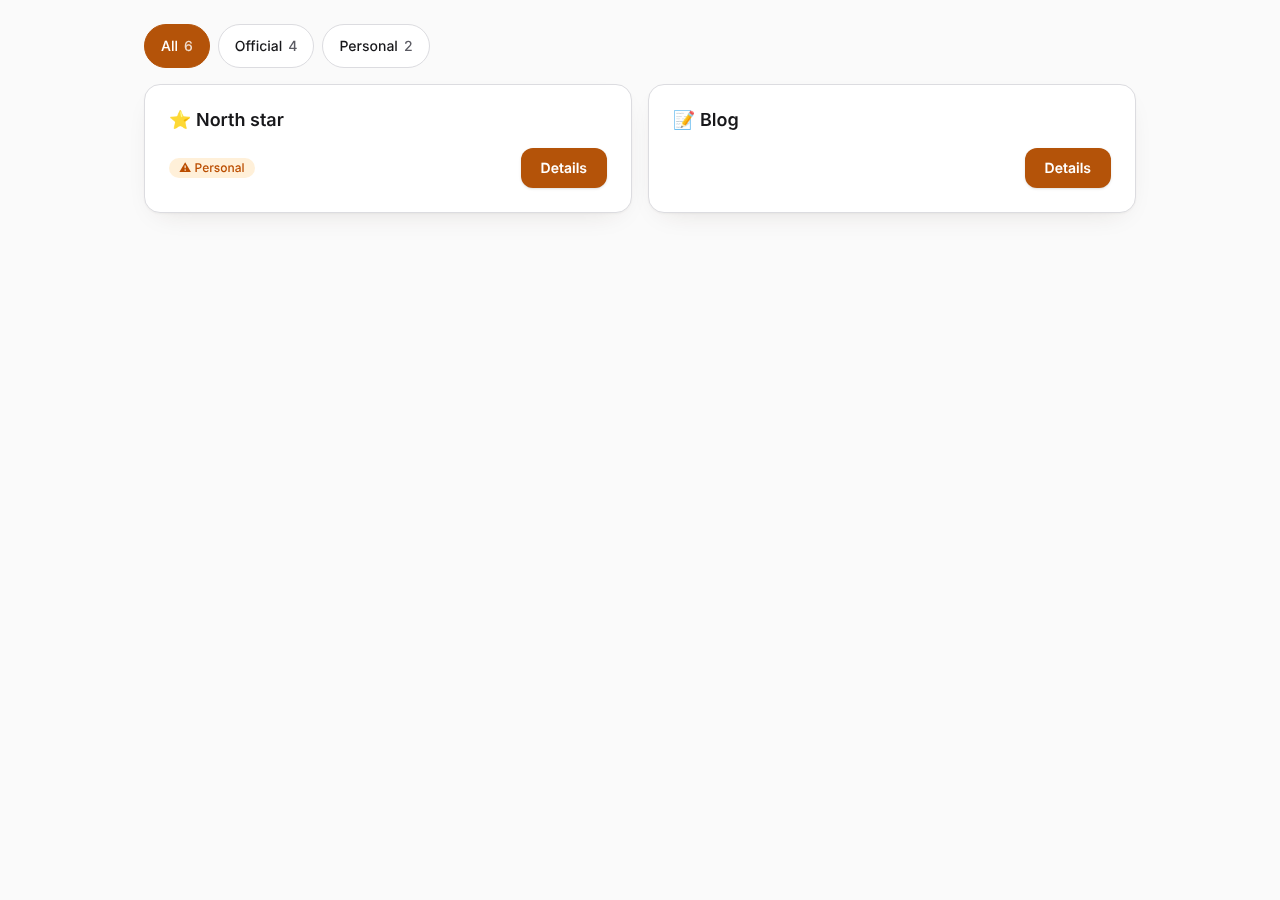 All 6 Official 4 Personal 2
⭐ North star
⚠ Personal Details
📝 Blog
Details